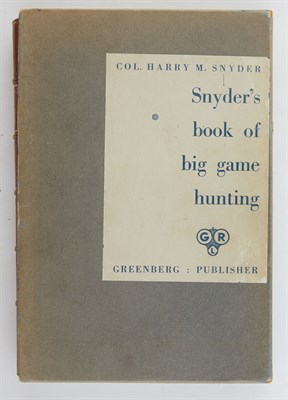 COL. HARRY M. SNYDER
Snyder's
book of
big game
hunting
G R
L
GREENBERG : PUBLISHER